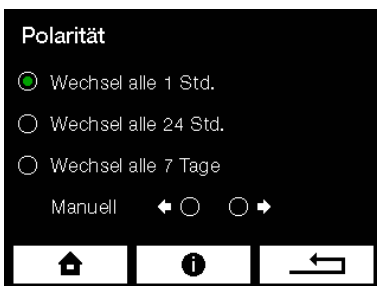 Polarität
Wechsel alle 1 Std.
Wechsel alle 24 Std.
Wechsel alle 7 Tage
Manuell